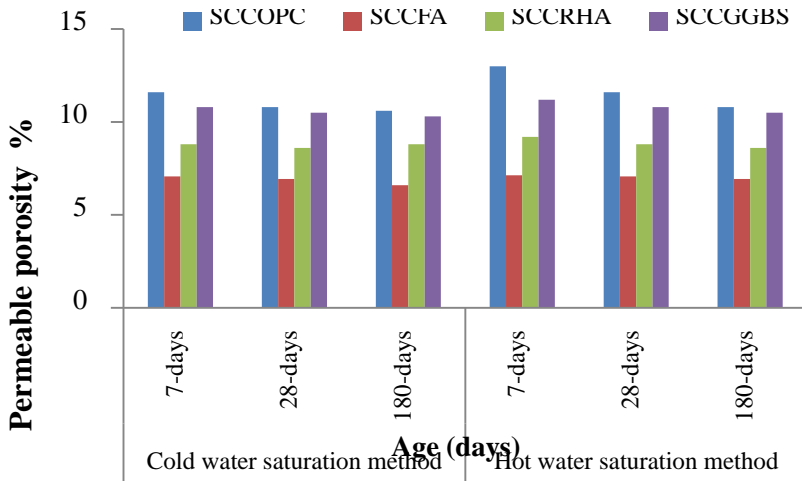 SCCOPC SCCFA SCCRHA SCCGGBS
Permeable porosity %
15
10
5
0
7-days 28-days 180-days 7-days 28-days 180-days
Age (days)
Cold water saturation method Hot water saturation method